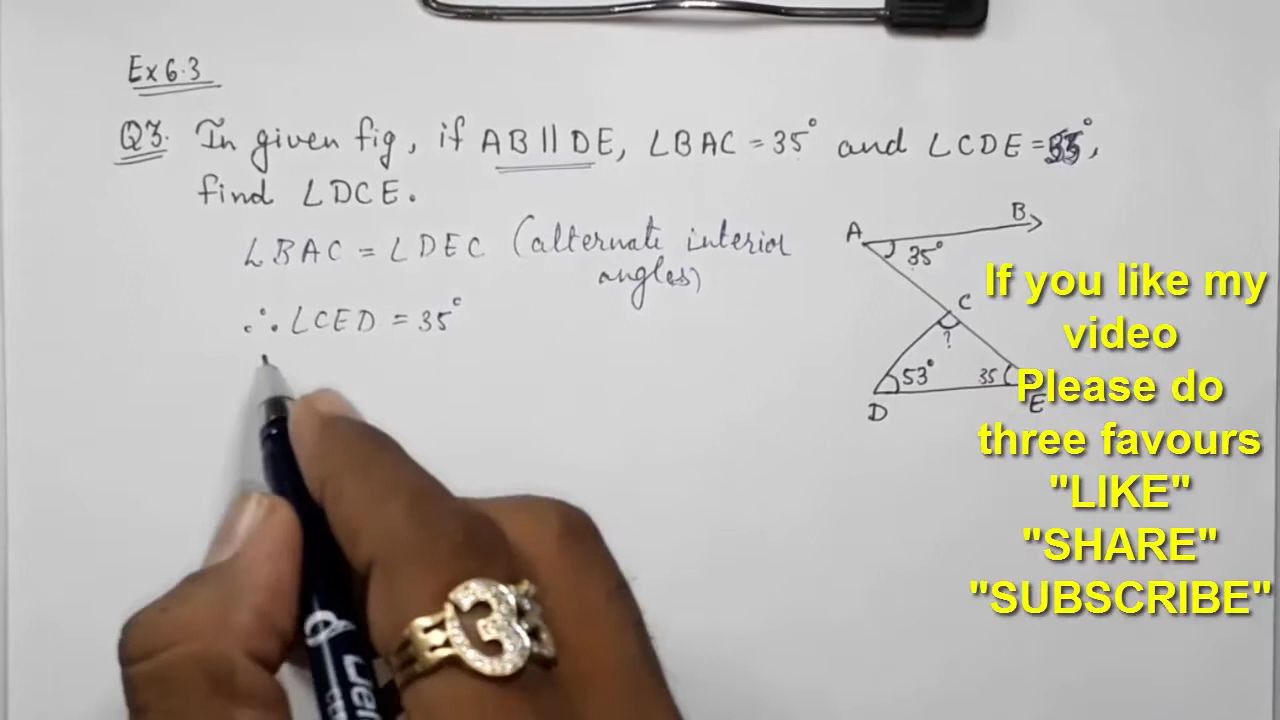 Ex 6.3
Q3. In given fig, if AB || DE, ∠BAC = 35° and ∠CDE = 53°,
find ∠DCE.
∠BAC = ∠DEC (alternate interior
angles)
∴ ∠CED = 35°
A
B
35°
C
?
53°
35
D
E
If you like my
video
Please do
three favours
"LIKE"
"SHARE"
"SUBSCRIBE"